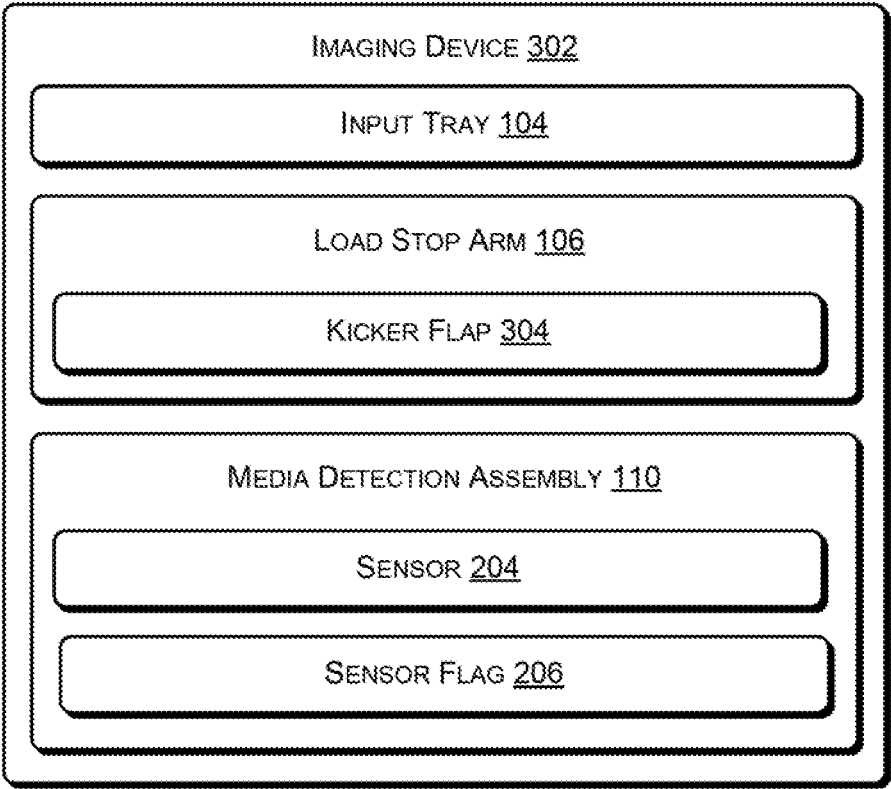 IMAGING DEVICE 302
INPUT TRAY 104
LOAD STOP ARM 106
KICKER FLAP 304
MEDIA DETECTION ASSEMBLY 110
SENSOR 204
SENSOR FLAG 206